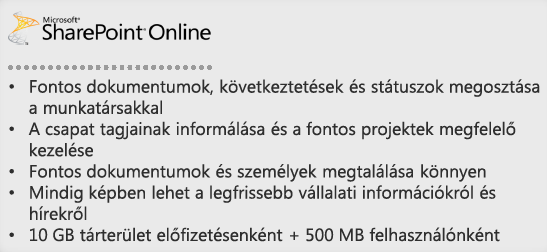 Microsoft®
SharePoint® Online
• Fontos dokumentumok, következtetések és státuszok megosztása
a munkatársakkal
• A csapat tagjainak informálása és a fontos projektek megfelelő
kezelése
• Fontos dokumentumok és személyek megtalálása könnyen
• Mindig képben lehet a legfrissebb vállalati információkról és
hírekről
• 10 GB tárterület előfizetésenként + 500 MB felhasználónként